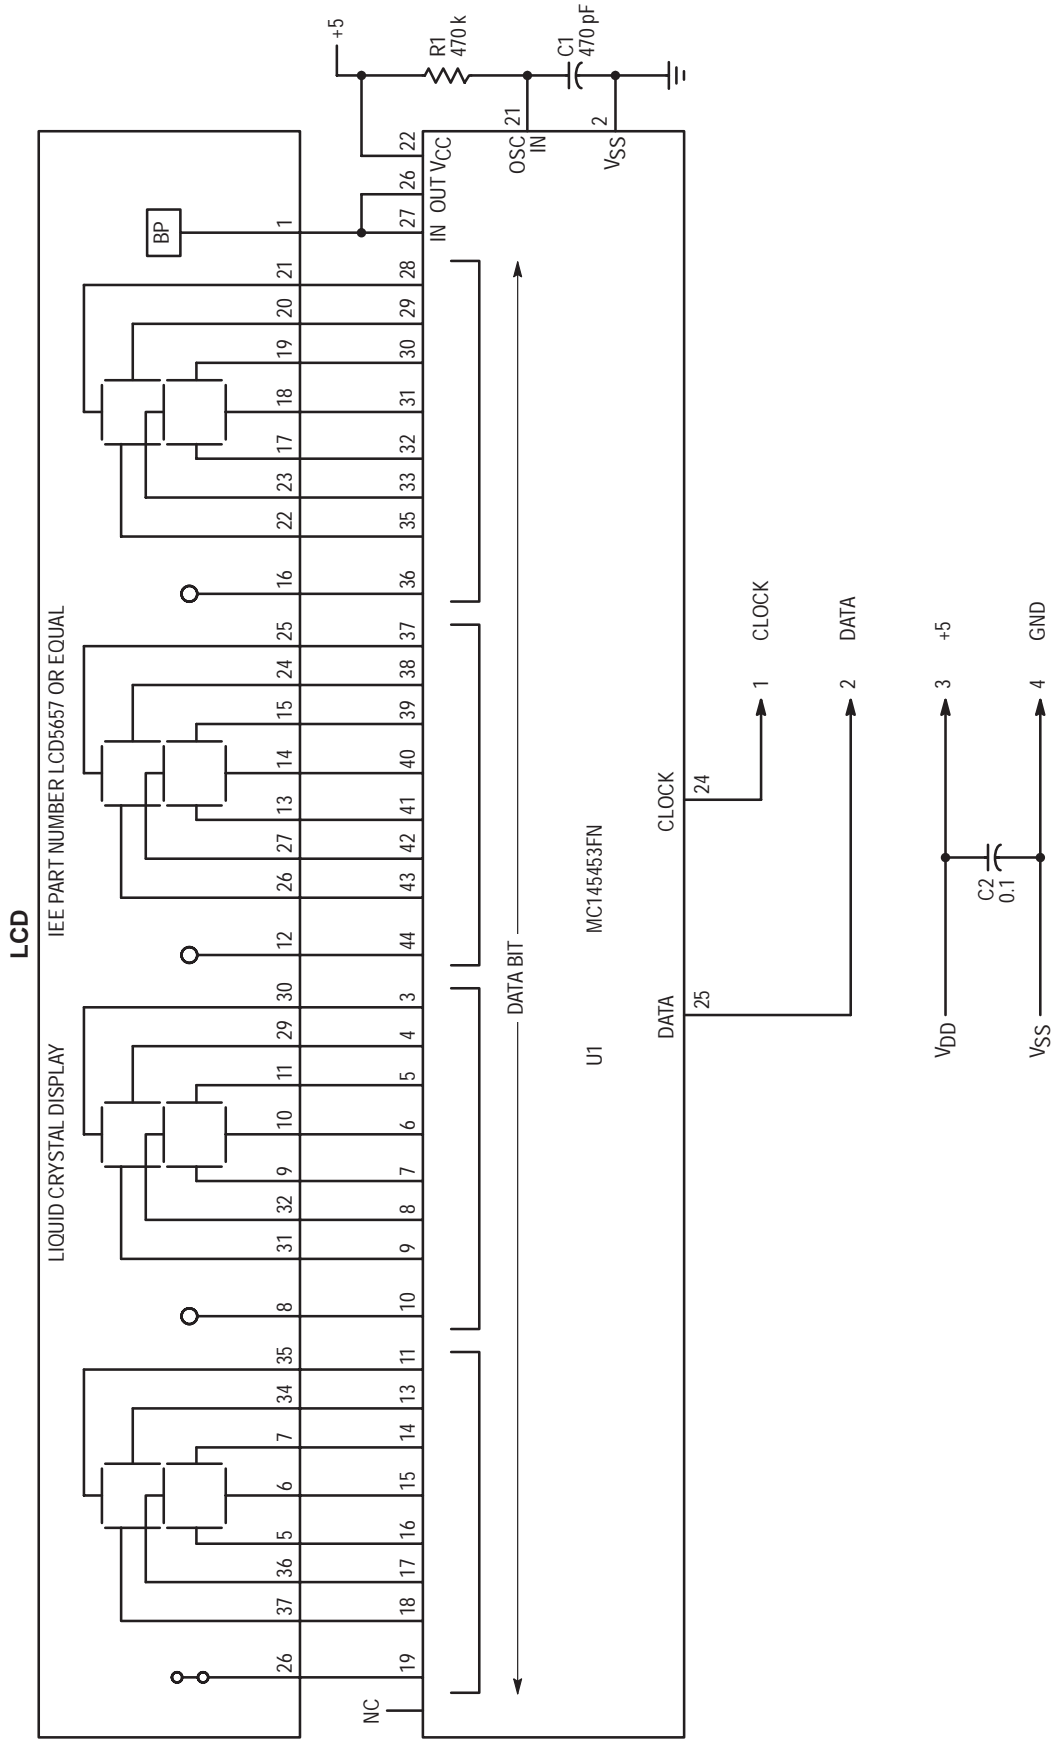 LCD
LIQUID CRYSTAL DISPLAY
IEE PART NUMBER LCD5657 OR EQUAL
BP
26 37 36 5 6 7 34 35 8 31 32 9 10 11 29 30 12 26 27 13 14 15 24 25 16 22 23 17 18 19 20 21 1
+5
NC
19 18 17 16 15 14 13 11 10 9 8 7 6 5 4 3 44 43 42 41 40 39 38 37 36 35 33 32 31 30 29 28 27 26 22
IN OUT VCC
R1
470 k
21
OSC
IN
C1
470 pF
2
VSS
DATA BIT
U1
MC145453FN
DATA
CLOCK
25
24
1 CLOCK
2 DATA
VDD
3 +5
C2
0.1
VSS
4 GND